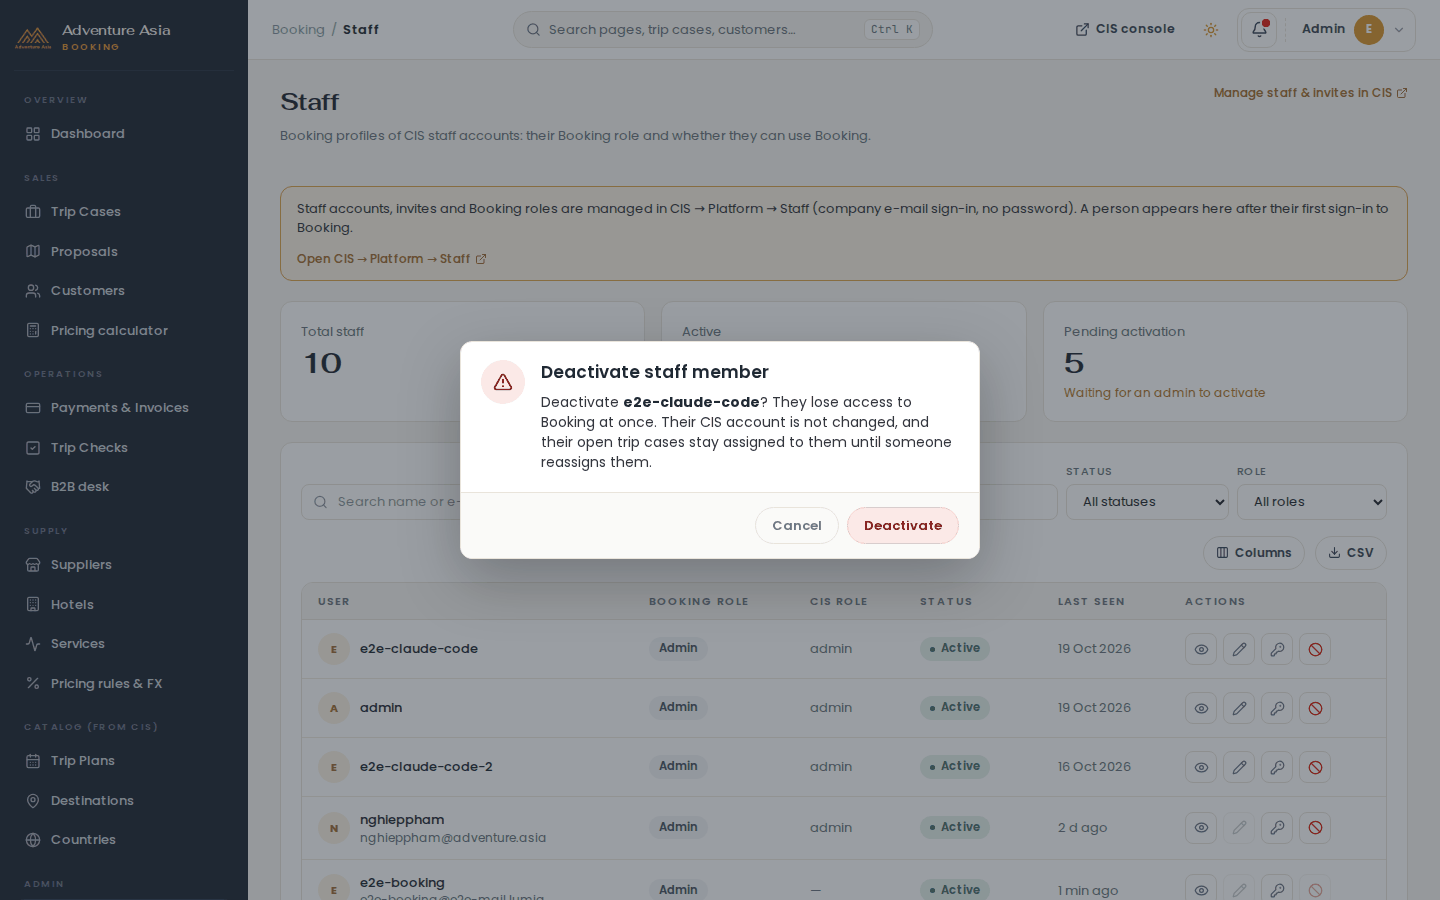 Adventure Asia
BOOKING
OVERVIEW
Dashboard
SALES
Trip Cases
Proposals
Customers
Pricing calculator
OPERATIONS
Payments & Invoices
Trip Checks
B2B desk
SUPPLY
Suppliers
Hotels
Services
Pricing rules & FX
CATALOG (FROM CIS)
Trip Plans
Destinations
Countries
ADMIN
Booking / Staff
Search pages, trip cases, customers...
Ctrl K
CIS console
Admin
E
Staff
Manage staff & invites in CIS
Booking profiles of CIS staff accounts: their Booking role and whether they can use Booking.
Staff accounts, invites and Booking roles are managed in CIS → Platform → Staff (company e-mail sign-in, no password). A person appears here after their first sign-in to
Booking.
Open CIS → Platform → Staff
Total staff
10
Active
Pending activation
5
Waiting for an admin to activate
Deactivate staff member
Deactivate e2e-claude-code? They lose access to
Booking at once. Their CIS account is not changed, and
their open trip cases stay assigned to them until someone
reassigns them.
Cancel
Deactivate
Search name or e-
STATUS
All statuses
ROLE
All roles
Columns
CSV
USER BOOKING ROLE CIS ROLE STATUS LAST SEEN ACTIONS
E e2e-claude-code Admin admin Active 19 Oct 2026
A admin Admin admin Active 19 Oct 2026
E e2e-claude-code-2 Admin admin Active 16 Oct 2026
N nghieppham Admin admin Active 2 d ago
nghieppham@adventure.asia
E e2e-booking Admin — Active 1 min ago